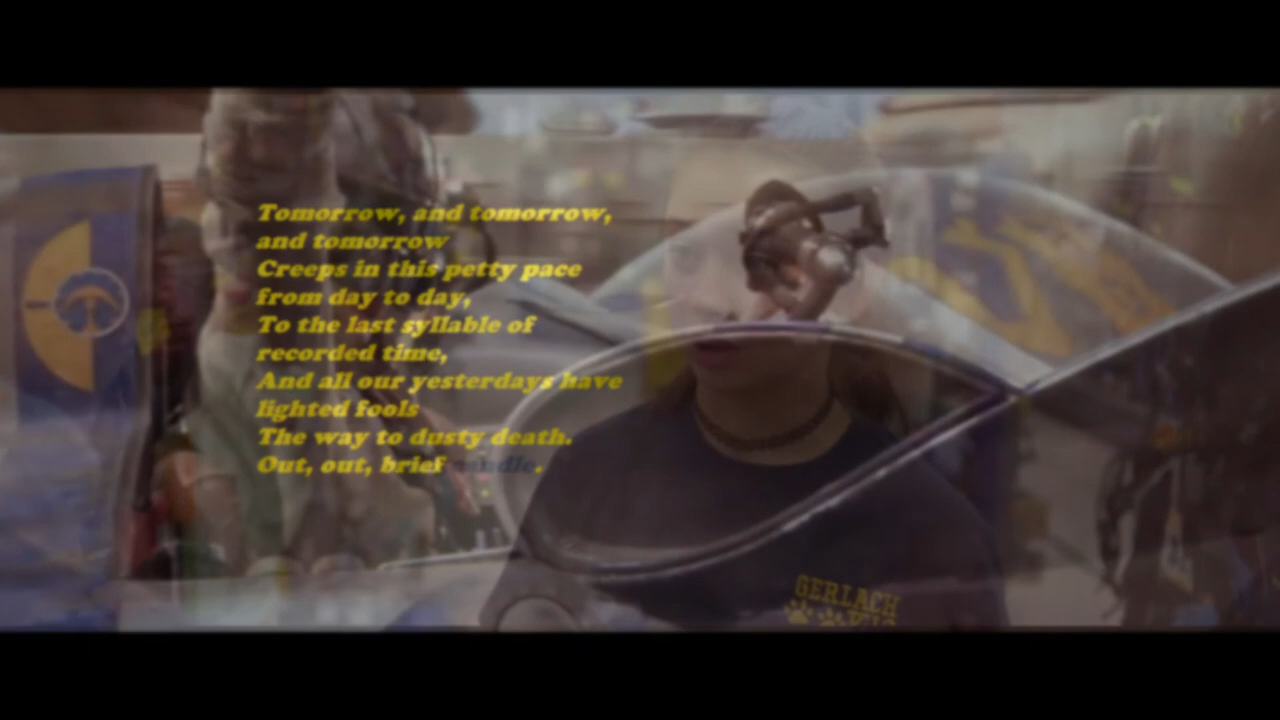 Tomorrow, and tomorrow,
and tomorrow
Creeps in this petty pace
from day to day,
To the last syllable of
recorded time,
And all our yesterdays have
lighted fools
The way to dusty death.
Out, out, brief candle.
GERLACH